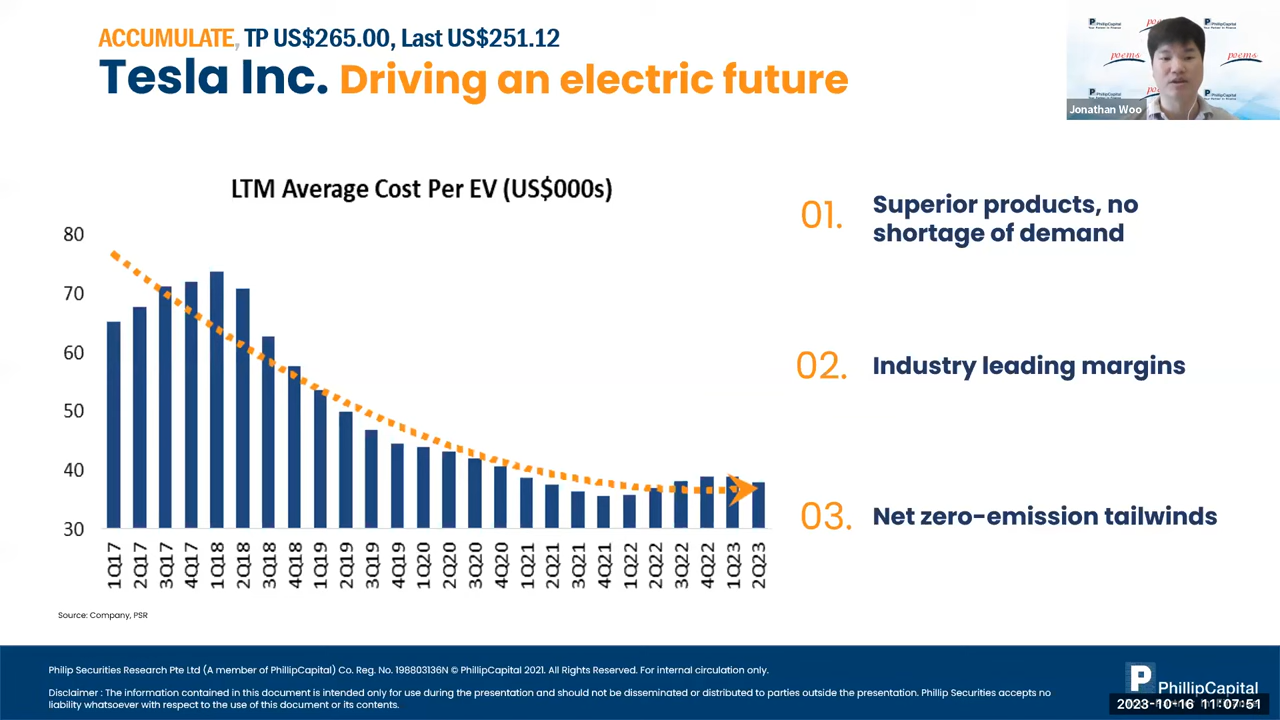 ACCUMULATE, TP US$265.00, Last US$251.12
Tesla Inc. Driving an electric future
PhillipCapital
poems
poems
PhillipCapital
PhillipCapital
Jonathan Woo
LTM Average Cost Per EV (US$000s)
80
70
60
50
40
30
1Q17 2Q17 3Q17 4Q17 1Q18 2Q18 3Q18 4Q18 1Q19 2Q19 3Q19 4Q19 1Q20 2Q20 3Q20 4Q20 1Q21 2Q21 3Q21 4Q21 1Q22 2Q22 3Q22 4Q22 1Q23 2Q23
Source: Company, PSR
01. Superior products, no
shortage of demand
02. Industry leading margins
03. Net zero-emission tailwinds
Philip Securities Research Pte Ltd (A member of PhillipCapital) Co. Reg. No. 198803136N © PhillipCapital 2021. All Rights Reserved. For internal circulation only.
Disclaimer : The information contained in this document is intended only for use during the presentation and should not be disseminated or distributed to parties outside the presentation. Phillip Securities accepts no
liability whatsoever with respect to the use of this document or its contents.
P PhillipCapital
2023-10-16 11:07:51